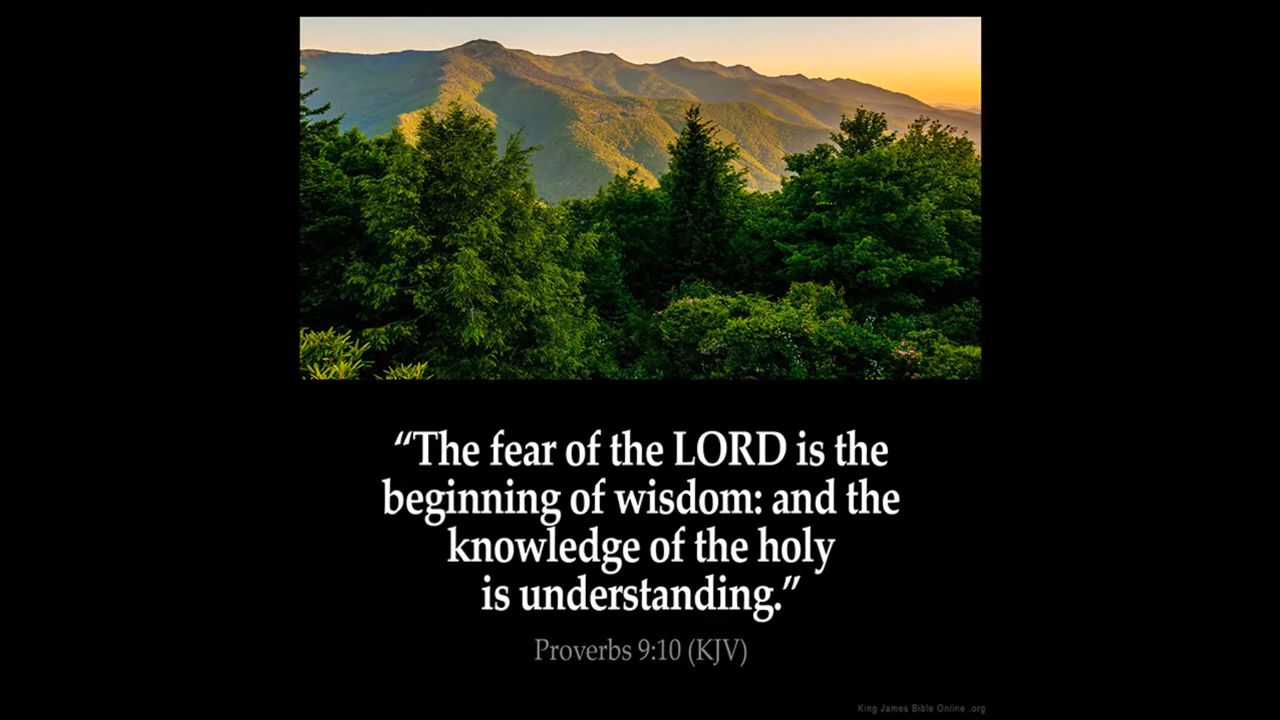 “The fear of the LORD is the
beginning of wisdom: and the
knowledge of the holy
is understanding.”
Proverbs 9:10 (KJV)
King James Bible Online .org